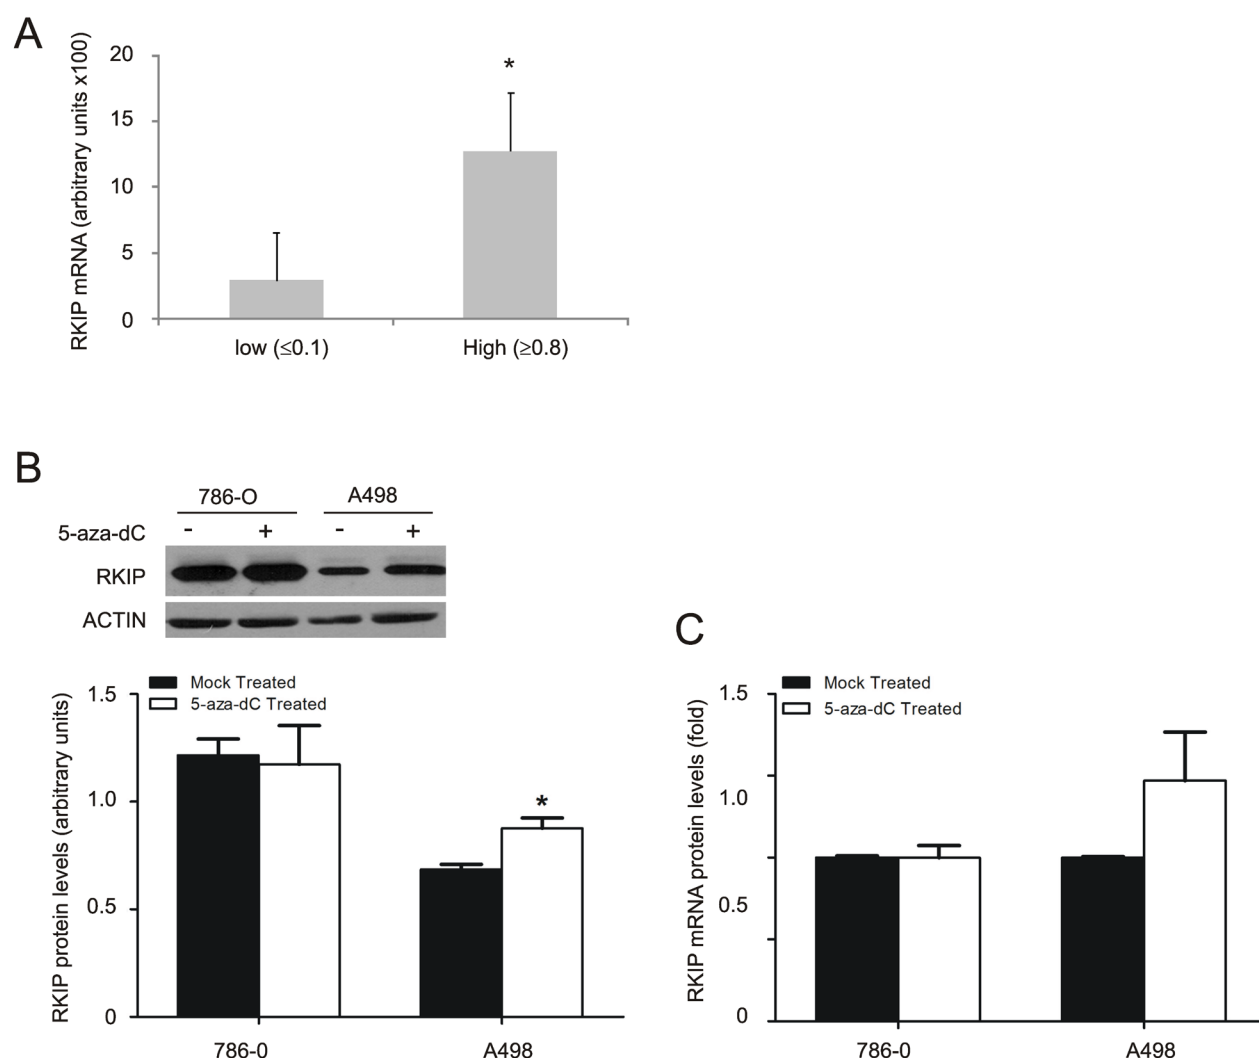 A
RKIP mRNA (arbitrary units x100)
20
15
10
5
0
*
low (≤0.1) High (≥0.8)
B
786-O A498
5-aza-dC - + - +
RKIP
ACTIN
RKIP protein levels (arbitrary units)
1.5
1.0
0.5
0
Mock Treated
5-aza-dC Treated
*
786-0 A498
C
RKIP mRNA protein levels (fold)
1.5
1.0
0.5
0
Mock Treated
5-aza-dC Treated
786-0 A498